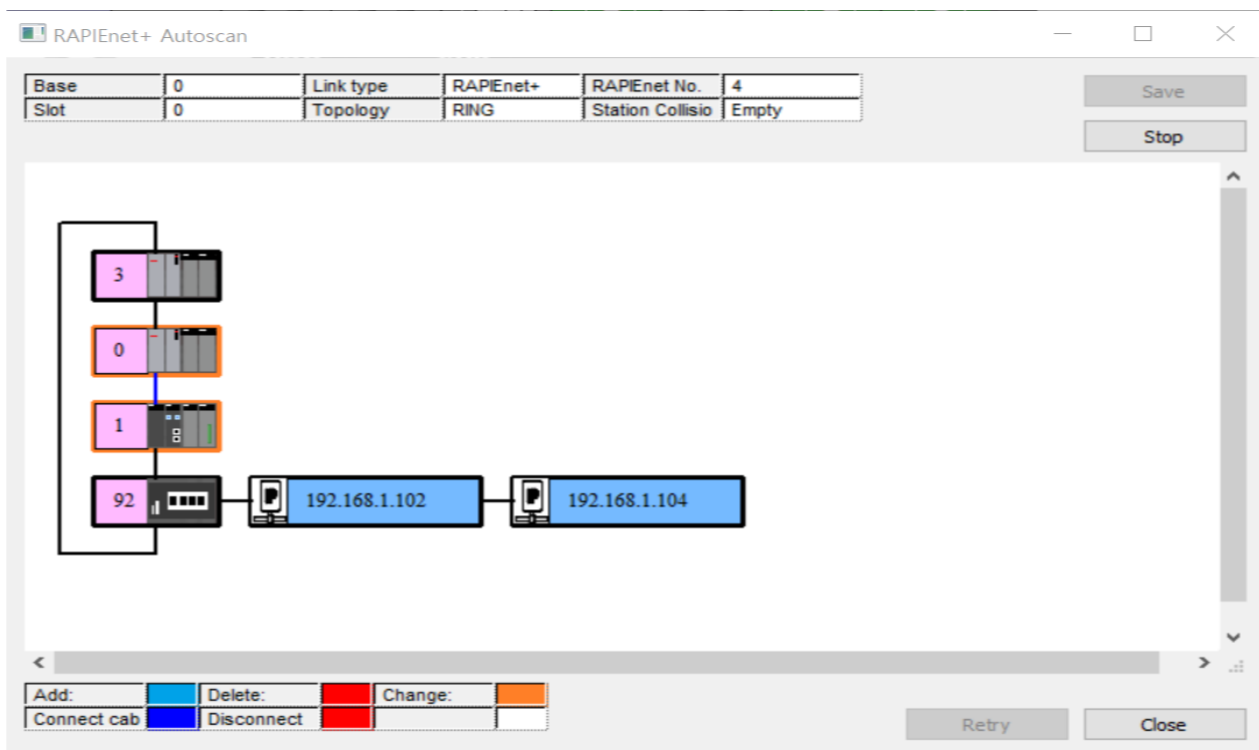 RAPIEnet+ Autoscan
Base 0 Link type RAPIEnet+ RAPIEnet No. 4
Slot 0 Topology RING Station Collisio Empty
Save
Stop
3
0
1
92 P 192.168.1.102 P 192.168.1.104
Add: Delete: Change:
Connect cab Disconnect
Retry Close